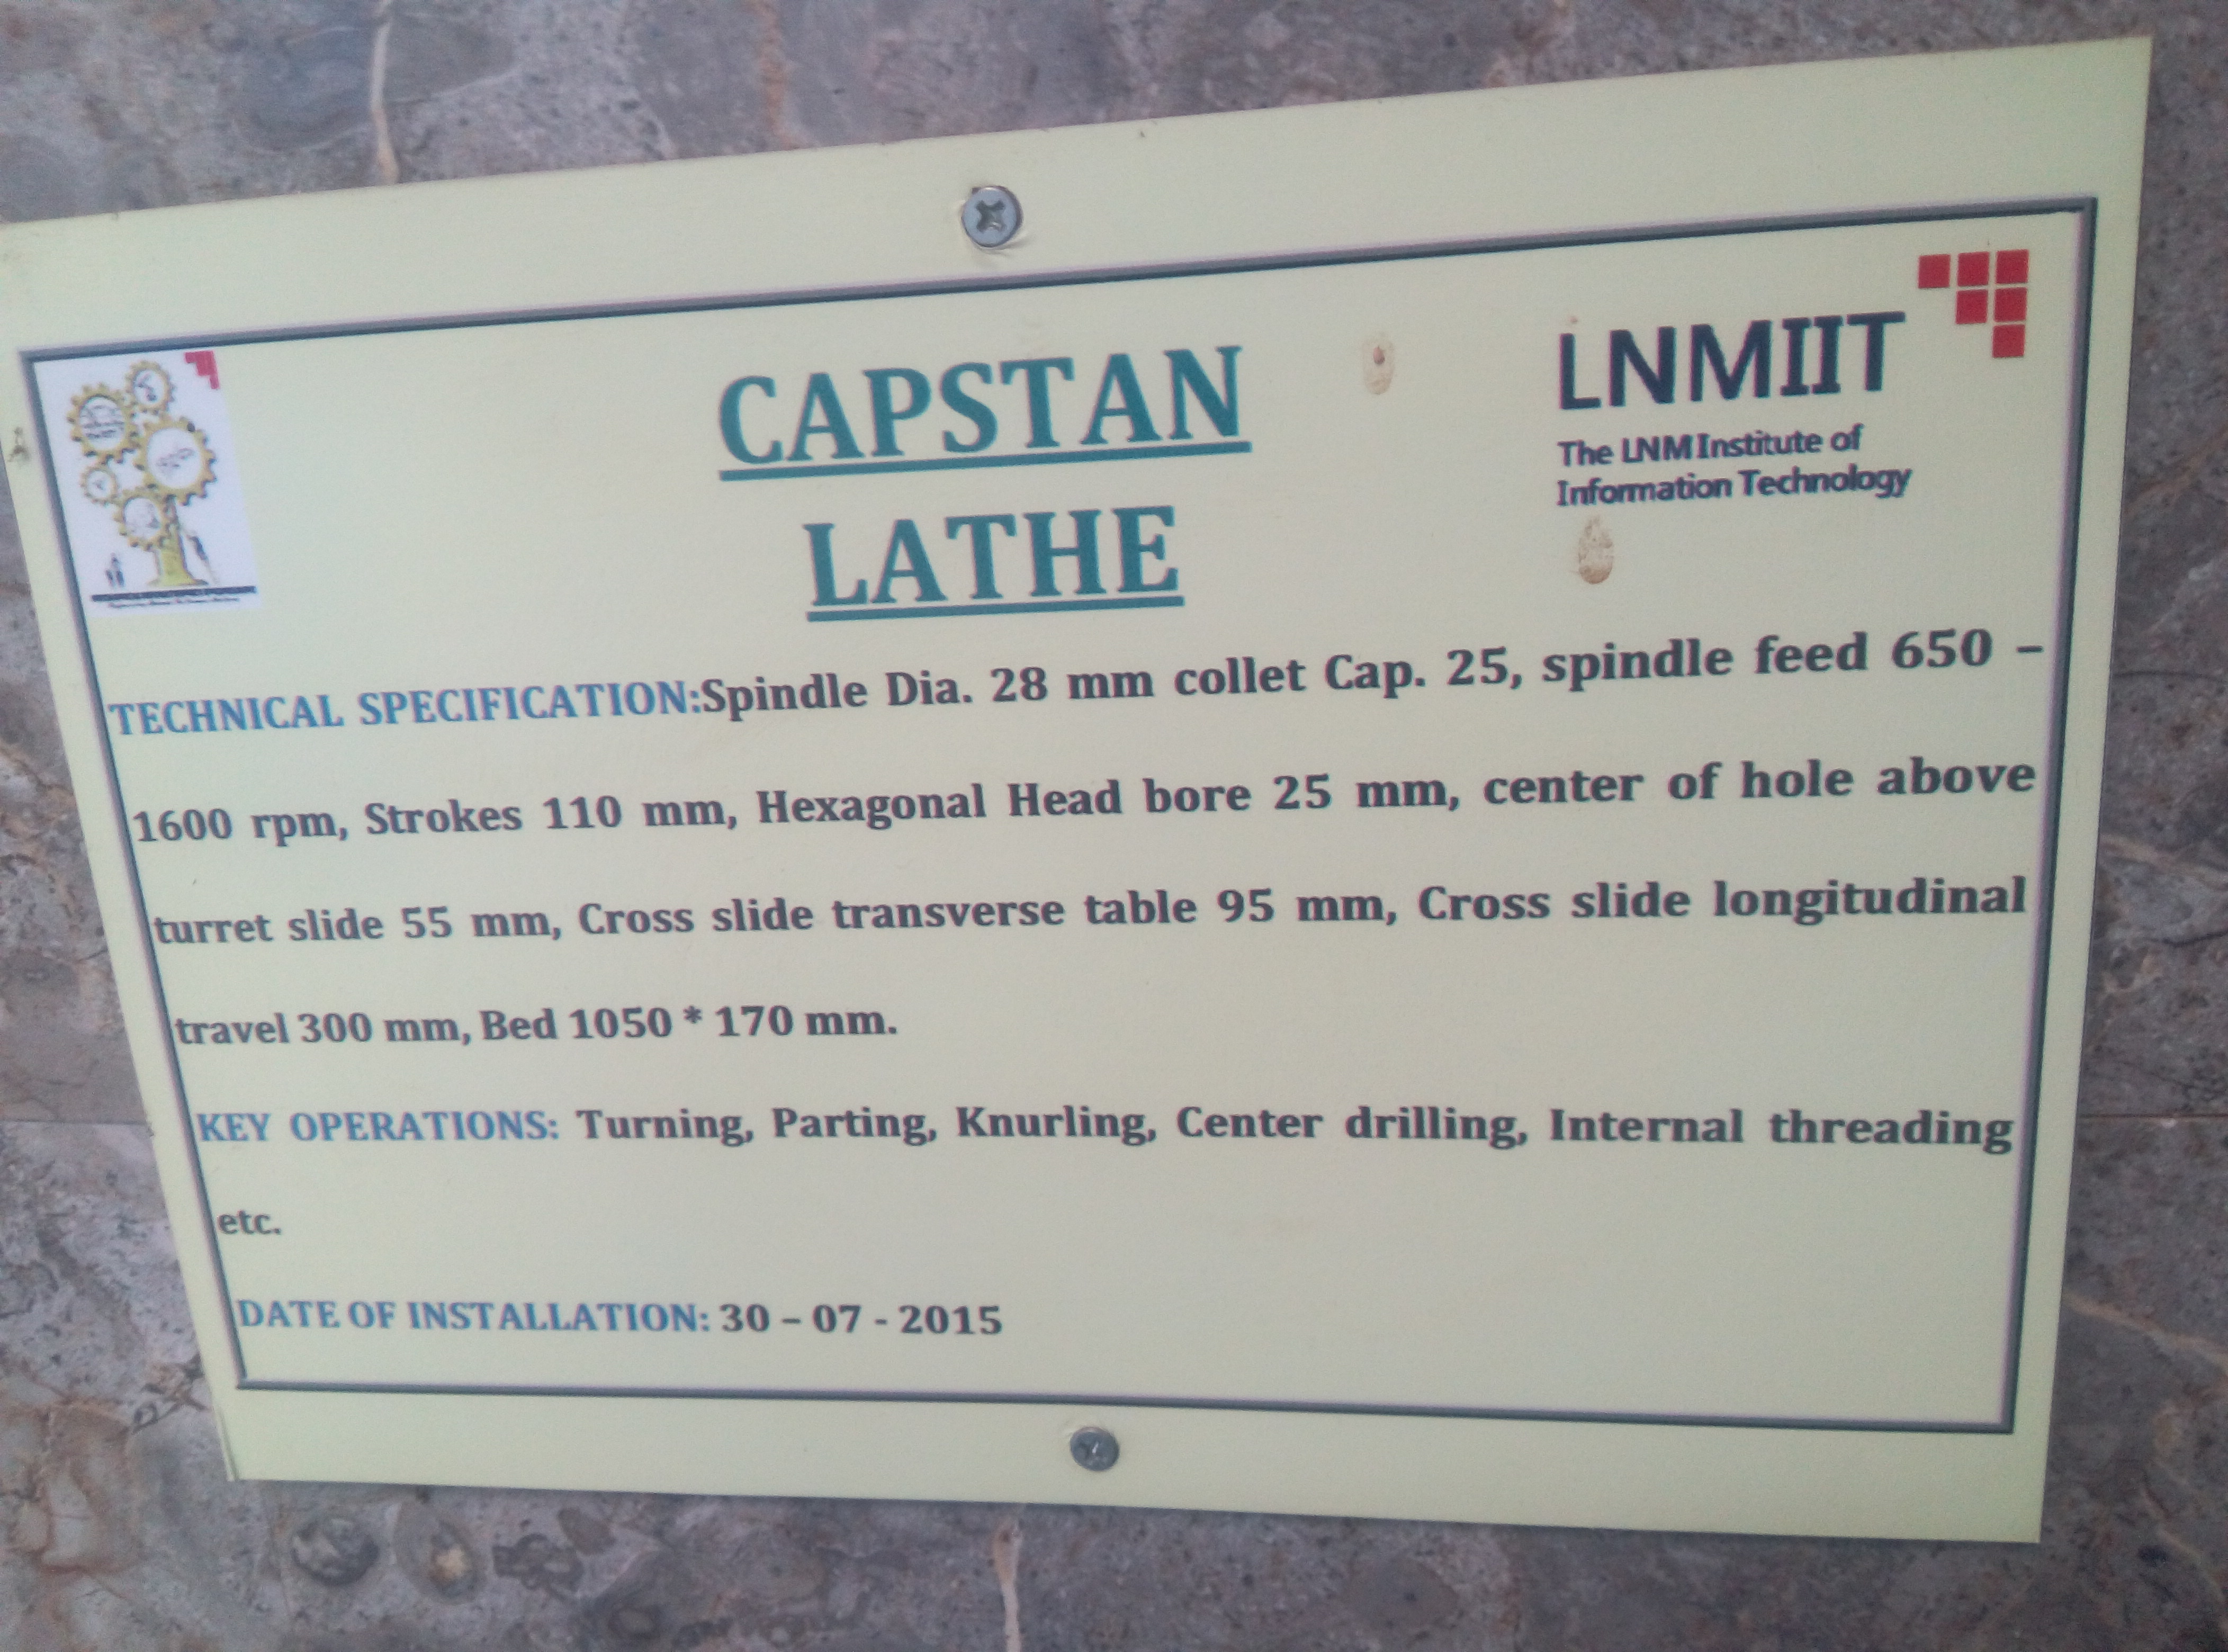 CAPSTAN
LATHE
LNMIIT
The LNM Institute of
Information Technology
TECHNICAL SPECIFICATION:Spindle Dia. 28 mm collet Cap. 25, spindle feed 650 –
1600 rpm, Strokes 110 mm, Hexagonal Head bore 25 mm, center of hole above
turret slide 55 mm, Cross slide transverse table 95 mm, Cross slide longitudinal
travel 300 mm, Bed 1050 * 170 mm.
KEY OPERATIONS: Turning, Parting, Knurling, Center drilling, Internal threading
etc.
DATE OF INSTALLATION: 30 – 07 - 2015